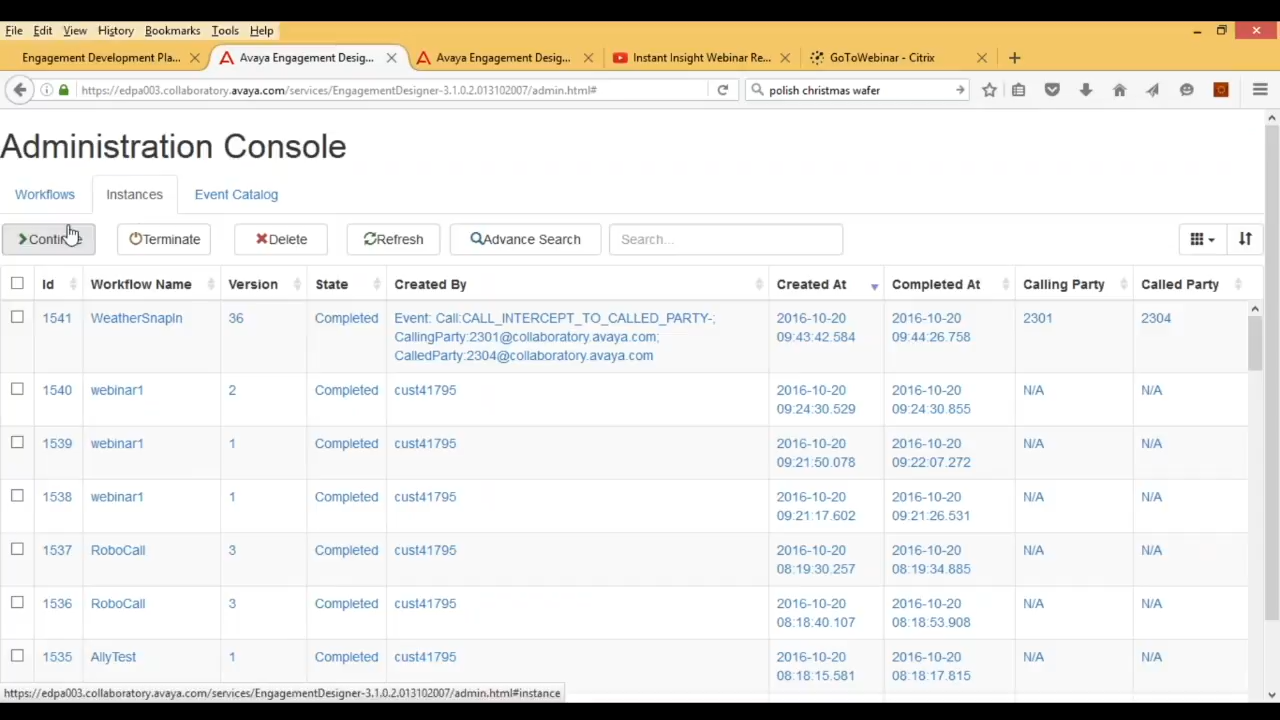 File Edit View History Bookmarks Tools Help
Engagement Development Pla... Avaya Engagement Desig... Avaya Engagement Desig... Instant Insight Webinar Re... GoToWebinar - Citrix
https://edpa003.collaboratory.avaya.com/services/EngagementDesigner-3.1.0.2.013102007/admin.html# polish christmas wafer
Administration Console
Workflows Instances Event Catalog
Continue Terminate Delete Refresh Advance Search Search...
Id Workflow Name Version State Created By Created At Completed At Calling Party Called Party
1541 WeatherSnapIn 36 Completed Event: Call:CALL_INTERCEPT_TO_CALLED_PARTY-; 2016-10-20 2016-10-20 2301 2304
CallingParty:2301@collaboratory.avaya.com; 09:43:42.584 09:44:26.758
CalledParty:2304@collaboratory.avaya.com
1540 webinar1 2 Completed cust41795 2016-10-20 2016-10-20 N/A N/A
09:24:30.529 09:24:30.855
1539 webinar1 1 Completed cust41795 2016-10-20 2016-10-20 N/A N/A
09:21:50.078 09:22:07.272
1538 webinar1 1 Completed cust41795 2016-10-20 2016-10-20 N/A N/A
09:21:17.602 09:21:26.531
1537 RoboCall 3 Completed cust41795 2016-10-20 2016-10-20 N/A N/A
08:19:30.257 08:19:34.885
1536 RoboCall 3 Completed cust41795 2016-10-20 2016-10-20 N/A N/A
08:18:40.107 08:18:53.908
1535 AllyTest 1 Completed cust41795 2016-10-20 2016-10-20 N/A N/A
08:18:15.581 08:18:17.815
https://edpa003.collaboratory.avaya.com/services/EngagementDesigner-3.1.0.2.013102007/admin.html#instance